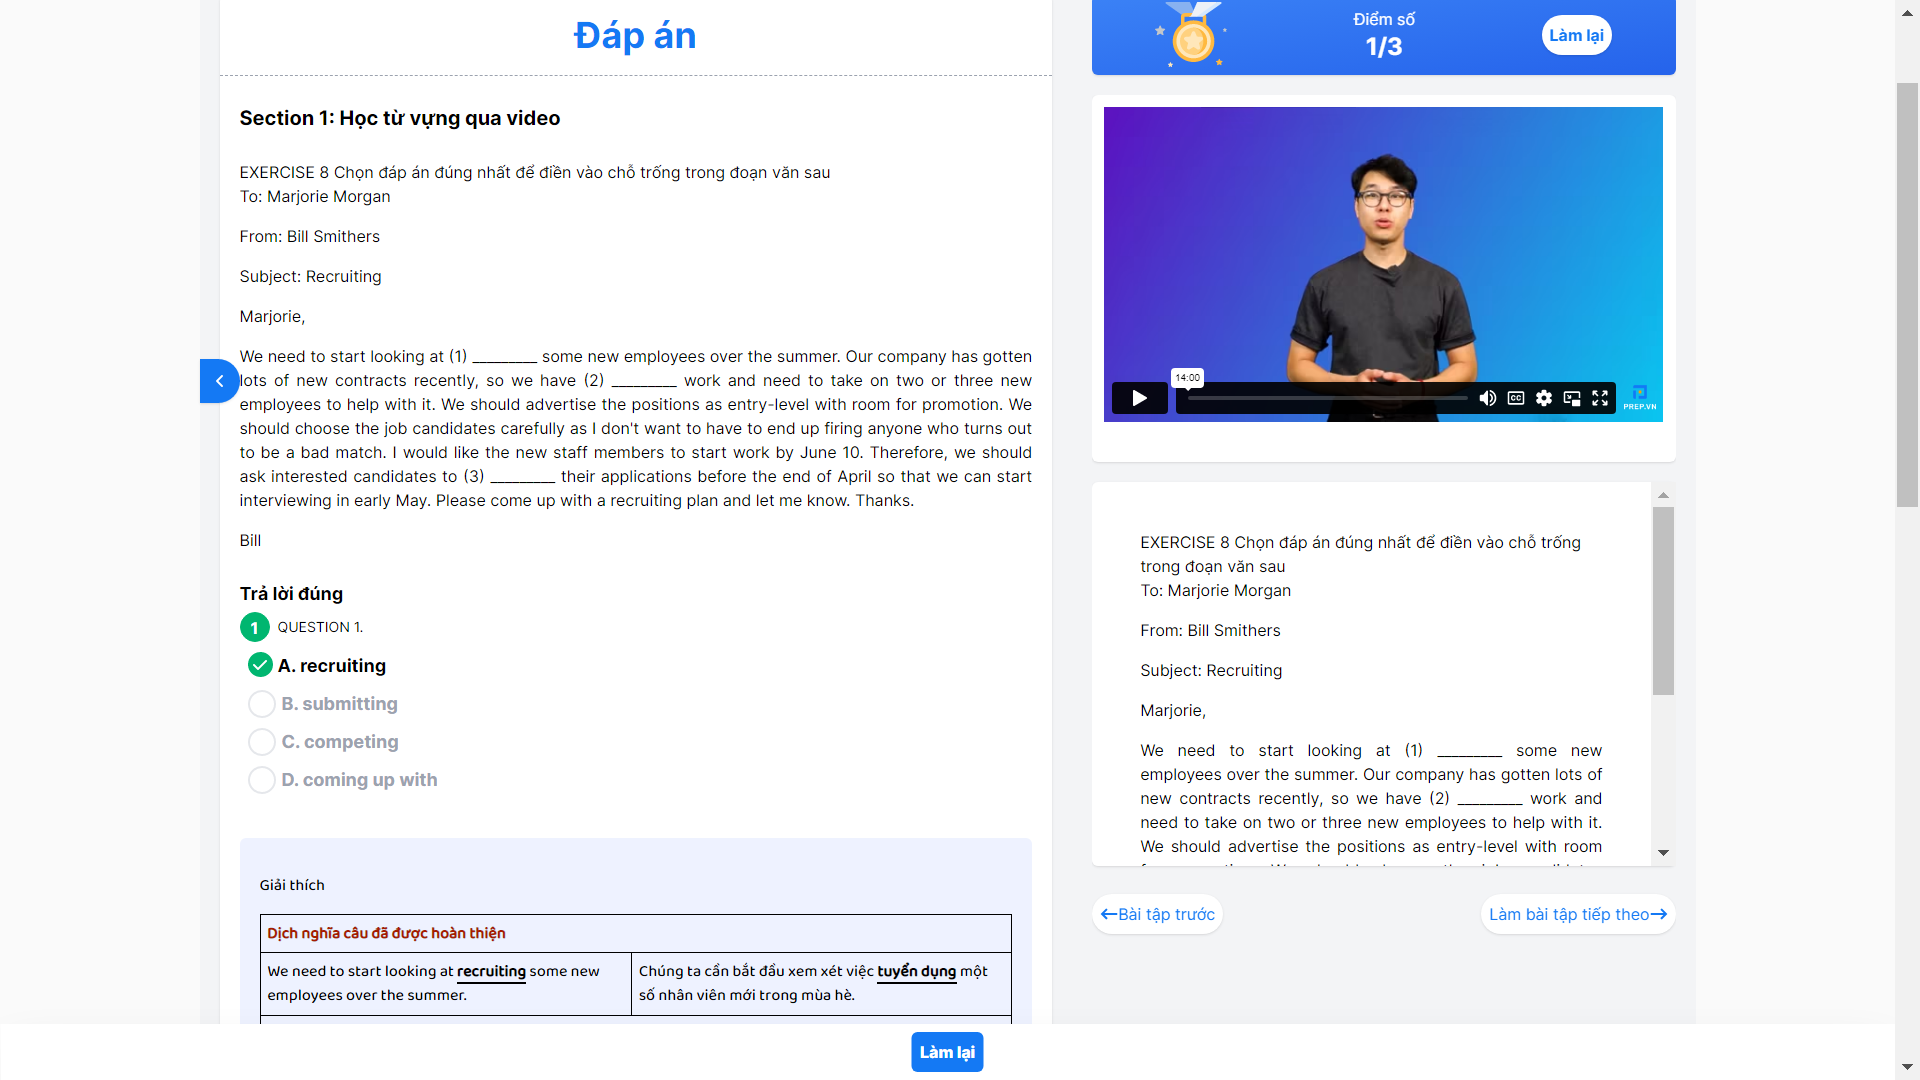 Đáp án
Section 1: Học từ vựng qua video
EXERCISE 8 Chọn đáp án đúng nhất để điền vào chỗ trống trong đoạn văn sau
To: Marjorie Morgan
From: Bill Smithers
Subject: Recruiting
Marjorie,
We need to start looking at (1) _________ some new employees over the summer. Our company has gotten
lots of new contracts recently, so we have (2) _________ work and need to take on two or three new
employees to help with it. We should advertise the positions as entry-level with room for promotion. We
should choose the job candidates carefully as I don't want to have to end up firing anyone who turns out
to be a bad match. I would like the new staff members to start work by June 10. Therefore, we should
ask interested candidates to (3) _________ their applications before the end of April so that we can start
interviewing in early May. Please come up with a recruiting plan and let me know. Thanks.
Bill
Trả lời đúng
1 QUESTION 1.
A. recruiting
B. submitting
C. competing
D. coming up with
Giải thích
Dịch nghĩa câu đã được hoàn thiện
We need to start looking at recruiting some new
employees over the summer.
Chúng ta cần bắt đầu xem xét việc tuyển dụng một
số nhân viên mới trong mùa hè.
Điểm số
1/3
Làm lại
14:00
CC
PREP.VN
EXERCISE 8 Chọn đáp án đúng nhất để điền vào chỗ trống
trong đoạn văn sau
To: Marjorie Morgan
From: Bill Smithers
Subject: Recruiting
Marjorie,
We need to start looking at (1) _________ some new
employees over the summer. Our company has gotten lots of
new contracts recently, so we have (2) _________ work and
need to take on two or three new employees to help with it.
We should advertise the positions as entry-level with room
Bài tập trước
Làm bài tập tiếp theo
Làm lại